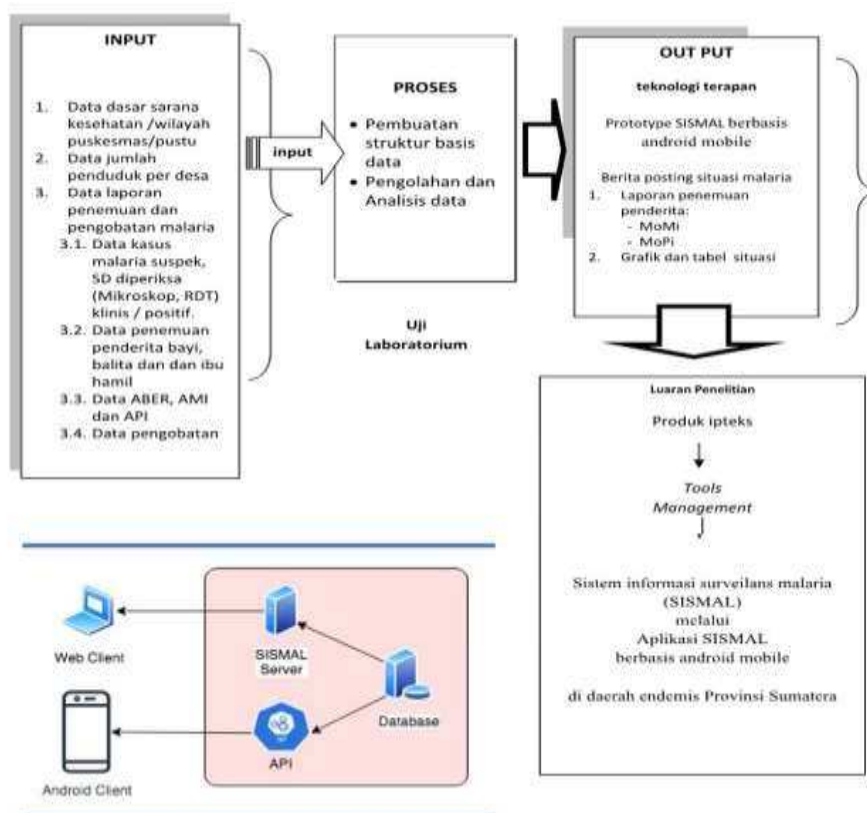 INPUT
1. Data dasar sarana
kesehatan /wilayah
puskesmas/pustu
2. Data jumlah
penduduk per desa
3. Data laporan
penemuan dan
pengobatan malaria
3.1. Data kasus
malaria suspek,
SD diperiksa
(Mikroskop, RDT)
klinis / positif.
3.2. Data penemuan
penderita bayi,
balita dan dan ibu
hamil
3.3. Data ABER, AMI
dan API
3.4. Data pengobatan
input
PROSES
• Pembuatan
struktur basis
data
• Pengolahan dan
Analisis data
Uji
Laboratorium
OUT PUT
teknologi terapan
Prototype SISMAL berbasis
android mobile
Berita posting situasi malaria
1. Laporan penemuan
penderita:
- MoMi
- MoPi
2. Grafik dan tabel situasi
Luaran Penelitian
Produk ipteks
Tools
Management
Sistem informasi surveilans malaria
(SISMAL)
melalui
Aplikasi SISMAL
berbasis android mobile
di daerah endemis Provinsi Sumatera
Web Client
SISMAL
Server
Database
API
Android Client